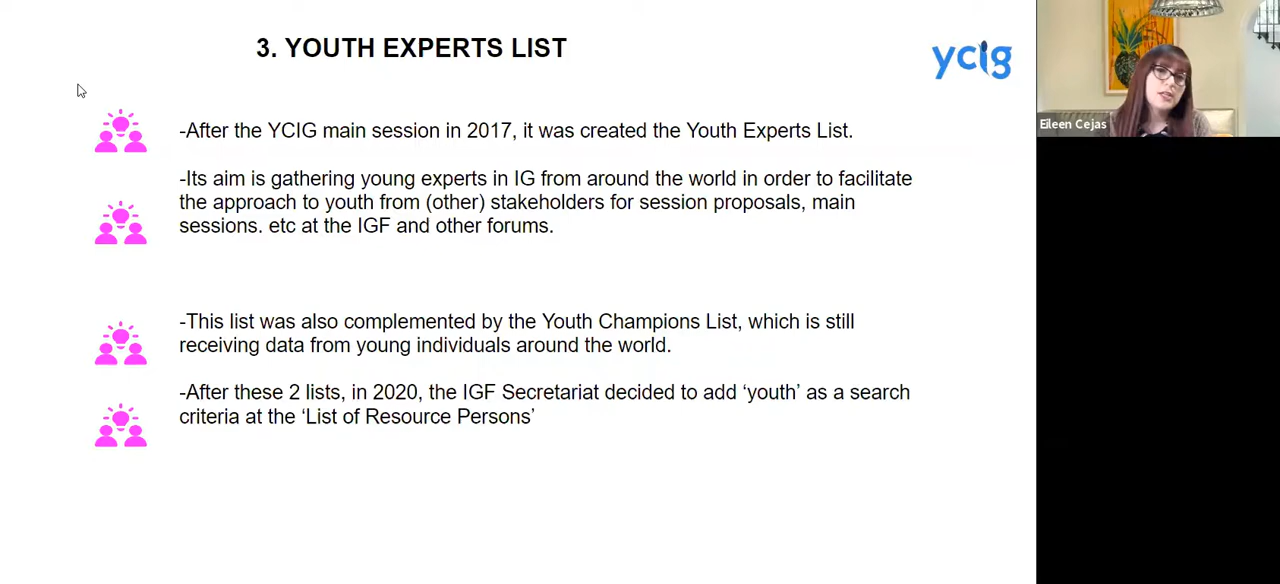 3. YOUTH EXPERTS LIST
ycig
Eileen Cejas
-After the YCIG main session in 2017, it was created the Youth Experts List.
-Its aim is gathering young experts in IG from around the world in order to facilitate
the approach to youth from (other) stakeholders for session proposals, main
sessions. etc at the IGF and other forums.
-This list was also complemented by the Youth Champions List, which is still
receiving data from young individuals around the world.
-After these 2 lists, in 2020, the IGF Secretariat decided to add ‘youth’ as a search
criteria at the ‘List of Resource Persons’